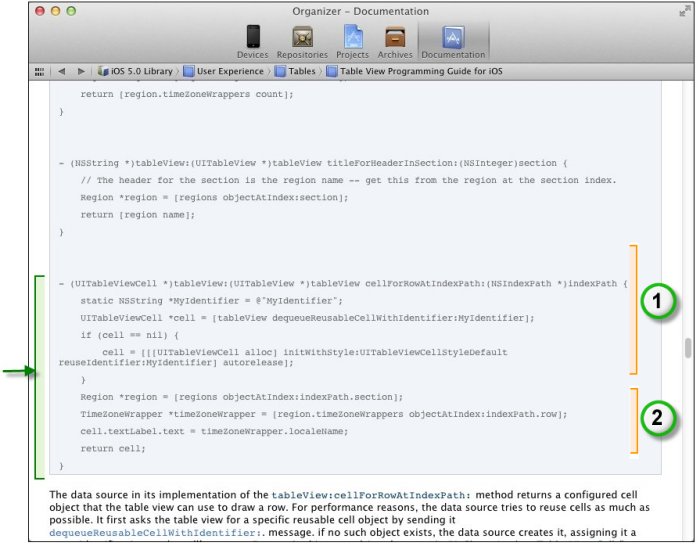 Organizer – Documentation
Devices Repositories Projects Archives Documentation
iOS 5.0 Library User Experience Tables Table View Programming Guide for iOS
return [region.timeZoneWrappers count];
}
- (NSString *)tableView:(UITableView *)tableView titleForHeaderInSection:(NSInteger)section {
// The header for the section is the region name -- get this from the region at the section index.
Region *region = [regions objectAtIndex:section];
return [region name];
}
- (UITableViewCell *)tableView:(UITableView *)tableView cellForRowAtIndexPath:(NSIndexPath *)indexPath {
static NSString *MyIdentifier = @"MyIdentifier";
UITableViewCell *cell = [tableView dequeueReusableCellWithIdentifier:MyIdentifier];
if (cell == nil) {
cell = [[[UITableViewCell alloc] initWithStyle:UITableViewCellStyleDefault
reuseIdentifier:MyIdentifier] autorelease];
}
1
Region *region = [regions objectAtIndex:indexPath.section];
TimeZoneWrapper *timeZoneWrapper = [region.timeZoneWrappers objectAtIndex:indexPath.row];
cell.textLabel.text = timeZoneWrapper.localeName;
return cell;
}
2
The data source in its implementation of the tableView:cellForRowAtIndexPath: method returns a configured cell
object that the table view can use to draw a row. For performance reasons, the data source tries to reuse cells as much as
possible. It first asks the table view for a specific reusable cell object by sending it
dequeueReusableCellWithIdentifier:. message. if no such object exists, the data source creates it, assigning it a